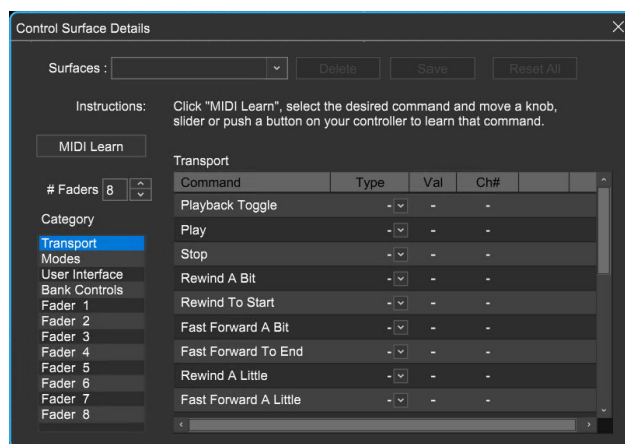 Control Surface Details
Surfaces :
Delete
Save
Reset All
Instructions:
Click "MIDI Learn", select the desired command and move a knob,
slider or push a button on your controller to learn that command.
MIDI Learn
# Faders 8
Category
Transport
Modes
User Interface
Bank Controls
Fader 1
Fader 2
Fader 3
Fader 4
Fader 5
Fader 6
Fader 7
Fader 8
Transport
Command Type Val Ch#
Playback Toggle - - -
Play - - -
Stop - - -
Rewind A Bit - - -
Rewind To Start - - -
Fast Forward A Bit - - -
Fast Forward To End - - -
Rewind A Little - - -
Fast Forward A Little - - -